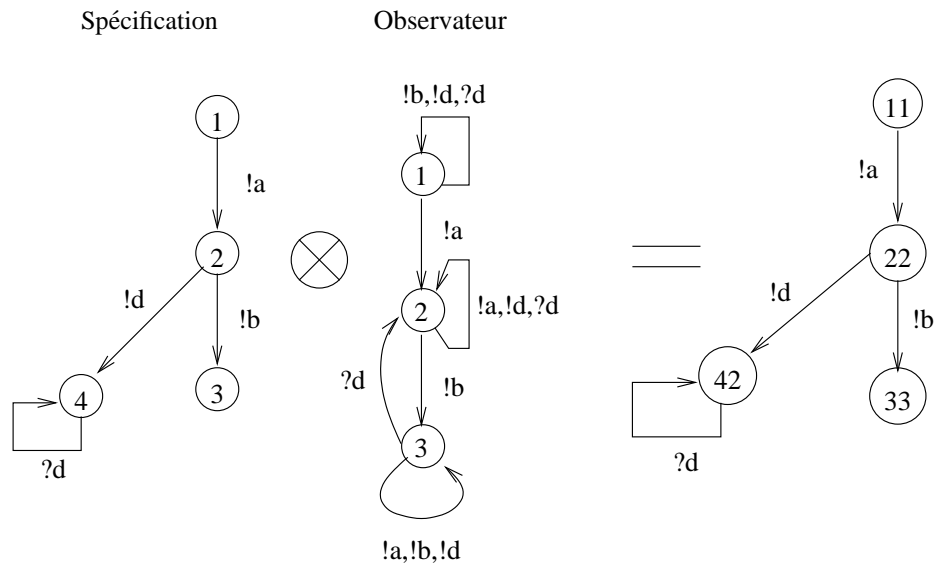 Spécification
Observateur
1
!a
2
!d
!b
4
3
?d
!b,!d,?d
1
!a
2
!a,!d,?d
?d
!b
3
!a,!b,!d
11
!a
22
!d
!b
42
33
?d